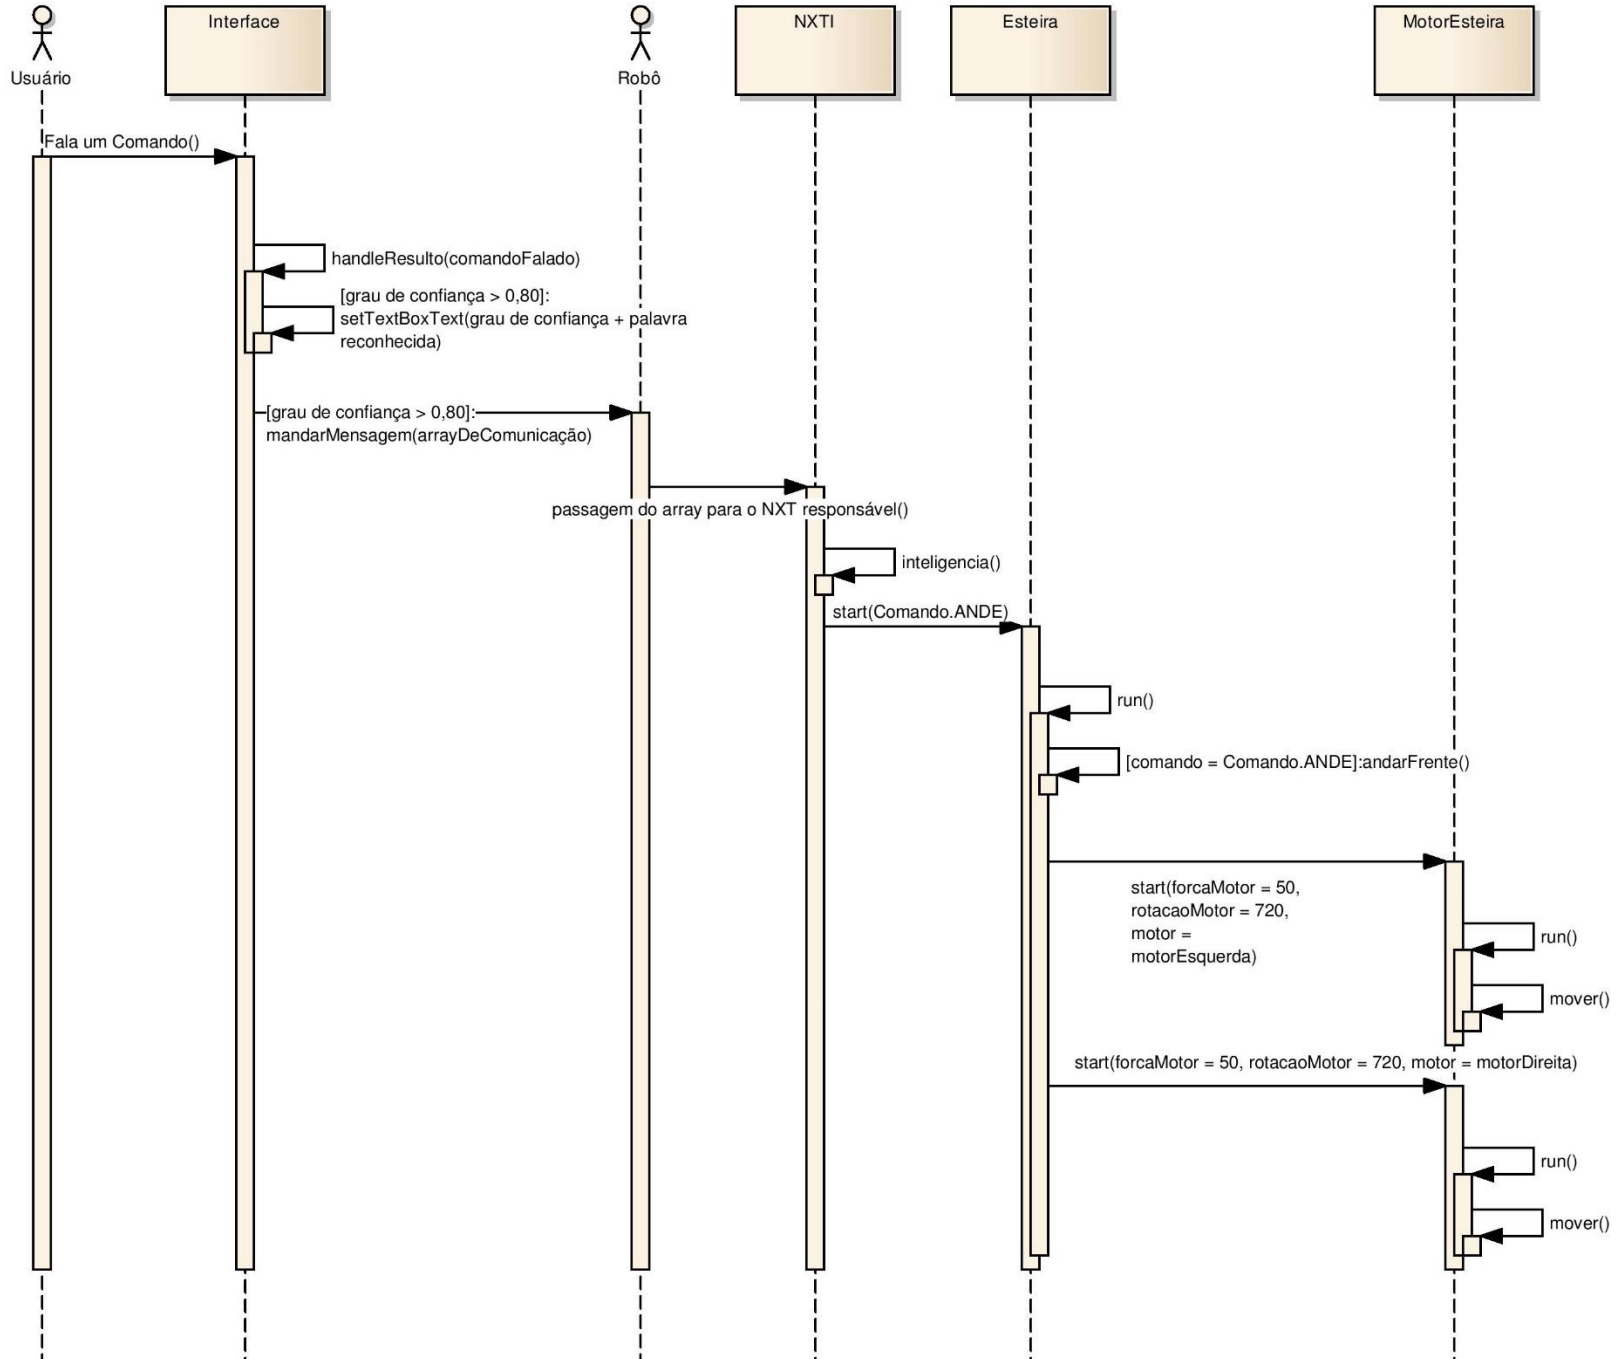 Interface
NXTI
Esteira
MotorEsteira
Usuário
Robô
Fala um Comando()
handleResulto(comandoFalado)
[grau de confiança > 0,80]:
setTextBoxText(grau de confiança + palavra
reconhecida)
[grau de confiança > 0,80]:
mandarMensagem(arrayDeComunicação)
passagem do array para o NXT responsável()
inteligencia()
start(Comando.ANDE)
run()
[comando = Comando.ANDE]:andarFrente()
start(forcaMotor = 50,
rotacaoMotor = 720,
motor =
motorEsquerda)
run()
mover()
start(forcaMotor = 50, rotacaoMotor = 720, motor = motorDireita)
run()
mover()